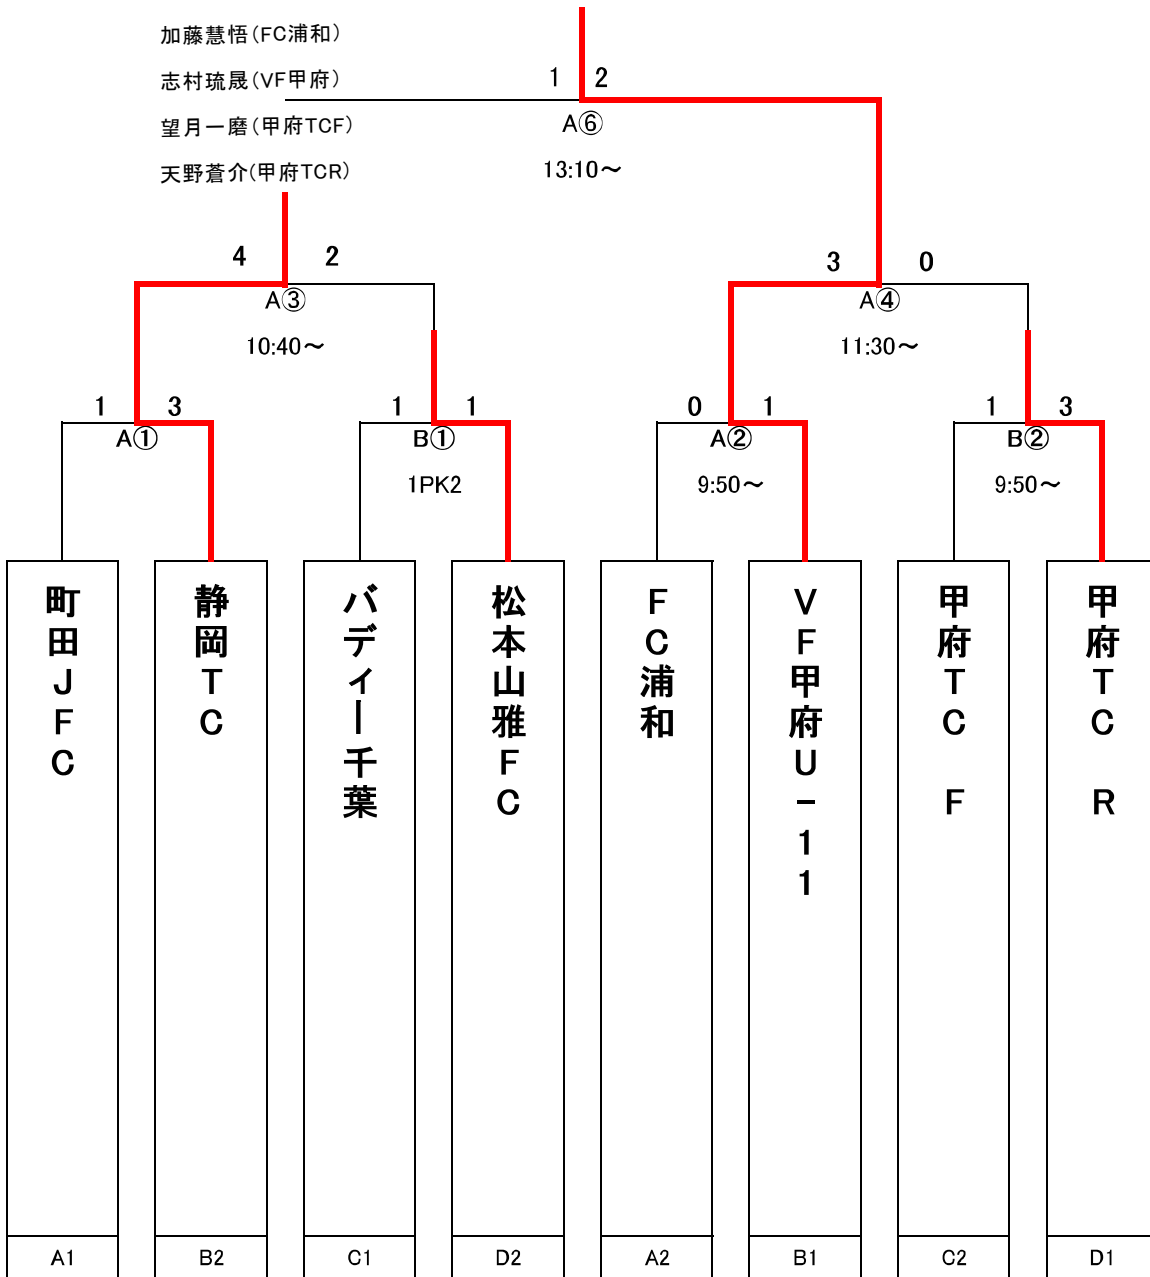 加藤慧悟(FC浦和)
志村琉晟(VF甲府)
1 2
望月一磨(甲府TCF)
A⑥
天野蒼介(甲府TCR)
13:10～
4 2
3 0
A③
A④
10:40～
11:30～
1 3
1 1
0 1
1 3
A①
B①
A②
B②
1PK2
9:50～
9:50～
町田JFC
静岡TC
バディー千葉
松本山雅FC
FC浦和
VF甲府U-11
甲府TC F
甲府TC R
A1
B2
C1
D2
A2
B1
C2
D1